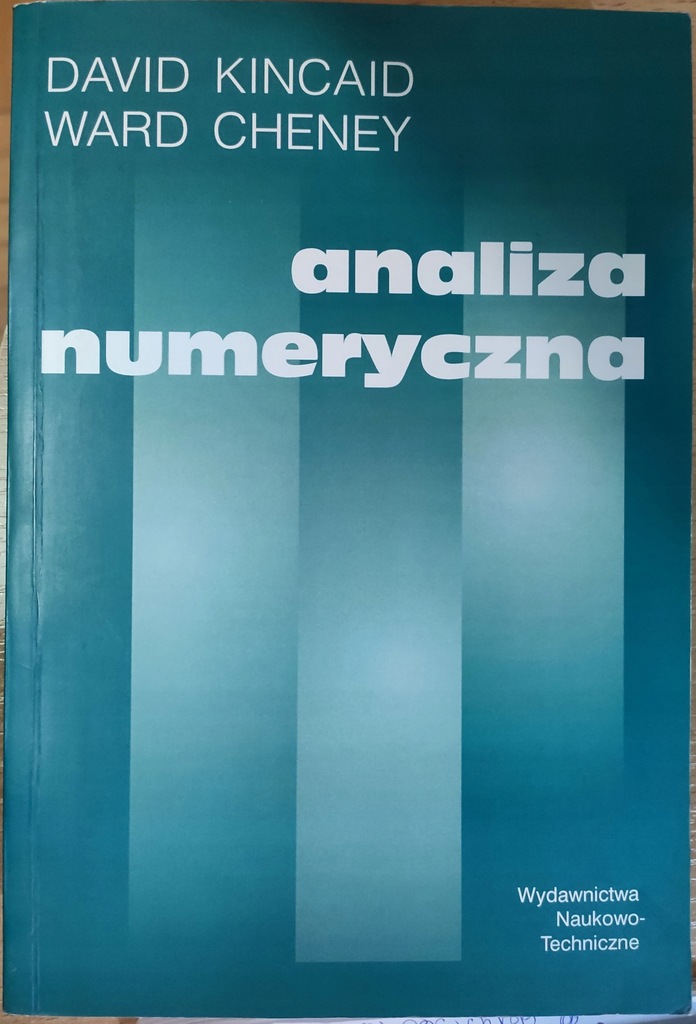 DAVID KINCAID
WARD CHENEY
analiza
numeryczna
Wydawnictwa
Naukowo-
Techniczne